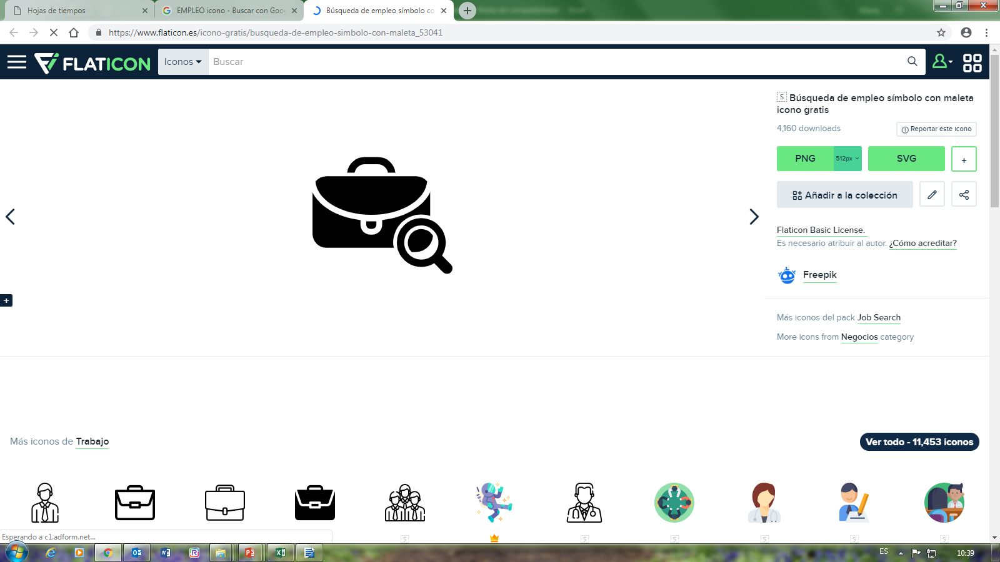 Hojas de tiempos
EMPLEO icono - Buscar con Goog
Búsqueda de empleo símbolo co
https://www.flaticon.es/icono-gratis/busqueda-de-empleo-simbolo-con-maleta_53041
FLATICON
Iconos
Buscar
S Búsqueda de empleo símbolo con maleta
icono gratis
4,160 downloads
Reportar este icono
PNG
512px
SVG
+
Añadir a la colección
Flaticon Basic License.
Es necesario atribuir al autor. ¿Cómo acreditar?
Freepik
+
Más iconos del pack Job Search
More icons from Negocios category
Más iconos de Trabajo
Ver todo - 11,453 iconos
S
S
S
S
S
S
Esperando a c1.adform.net...
ES
10:39